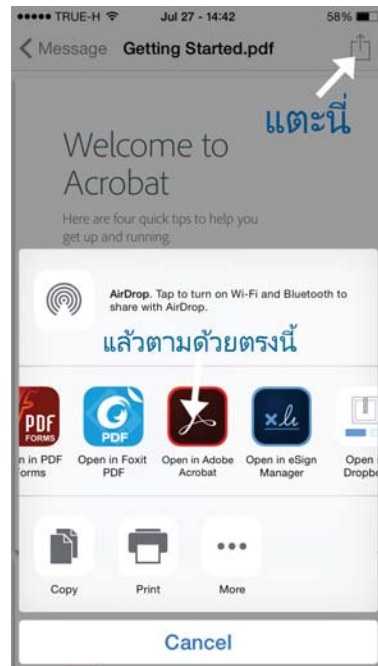 TRUE-H Jul 27 - 14:42 58%
Message Getting Started.pdf
แตะนี่
Welcome to
Acrobat
Here are four quick tips to help you
get up and running.
AirDrop. Tap to turn on Wi-Fi and Bluetooth to
share with AirDrop.
แล้วตามด้วยตรงนี้
PDF
FORMS
PDF
n in PDF
Forms
Open in Foxit
PDF
Open in Adobe
Acrobat
Open in eSign
Manager
Open
Dropbo
Copy Print More
Cancel